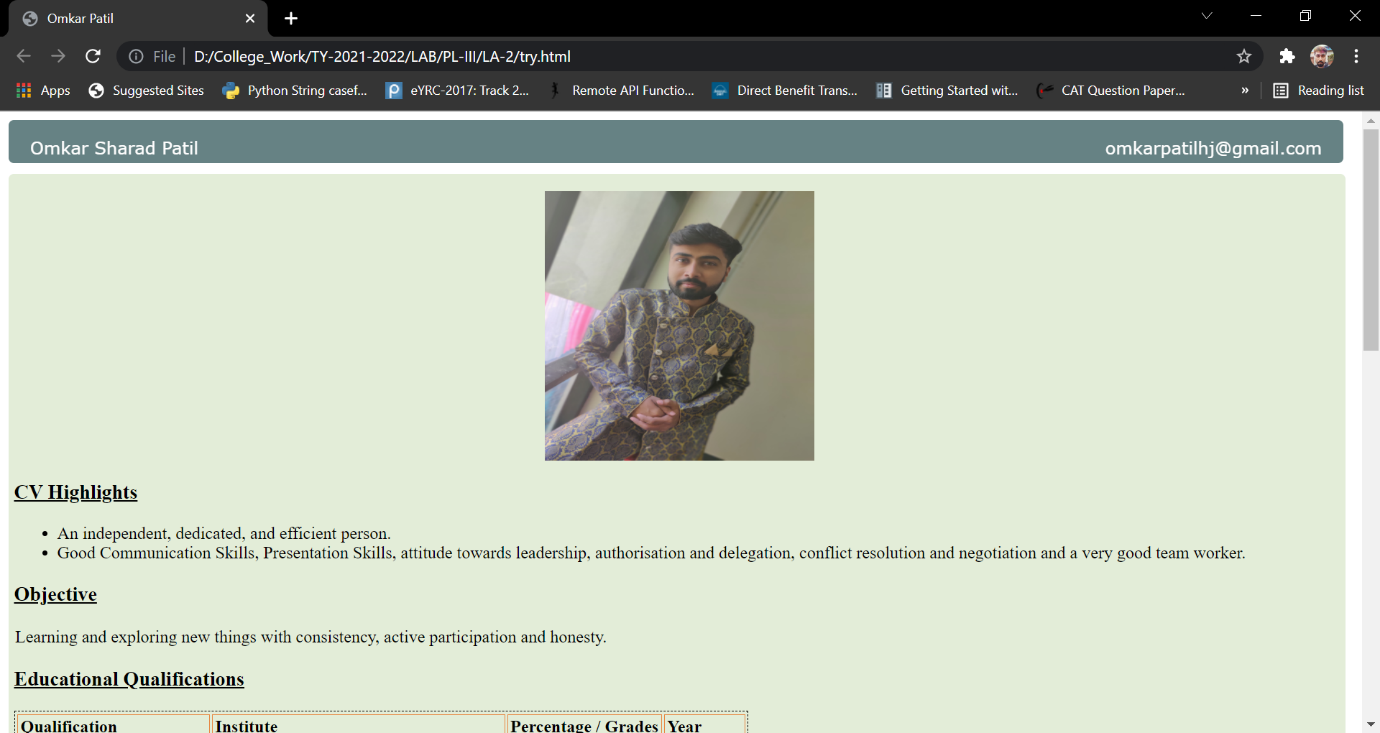 Omkar Patil
File D:/College_Work/TY-2021-2022/LAB/PL-III/LA-2/try.html
Apps Suggested Sites Python String casef... eYRC-2017: Track 2... Remote API Functio... Direct Benefit Trans... Getting Started wit... CAT Question Paper... » Reading list
Omkar Sharad Patil omkarpatilhj@gmail.com
CV Highlights
• An independent, dedicated, and efficient person.
• Good Communication Skills, Presentation Skills, attitude towards leadership, authorisation and delegation, conflict resolution and negotiation and a very good team worker.
Objective
Learning and exploring new things with consistency, active participation and honesty.
Educational Qualifications
Qualification Institute Percentage / Grades Year